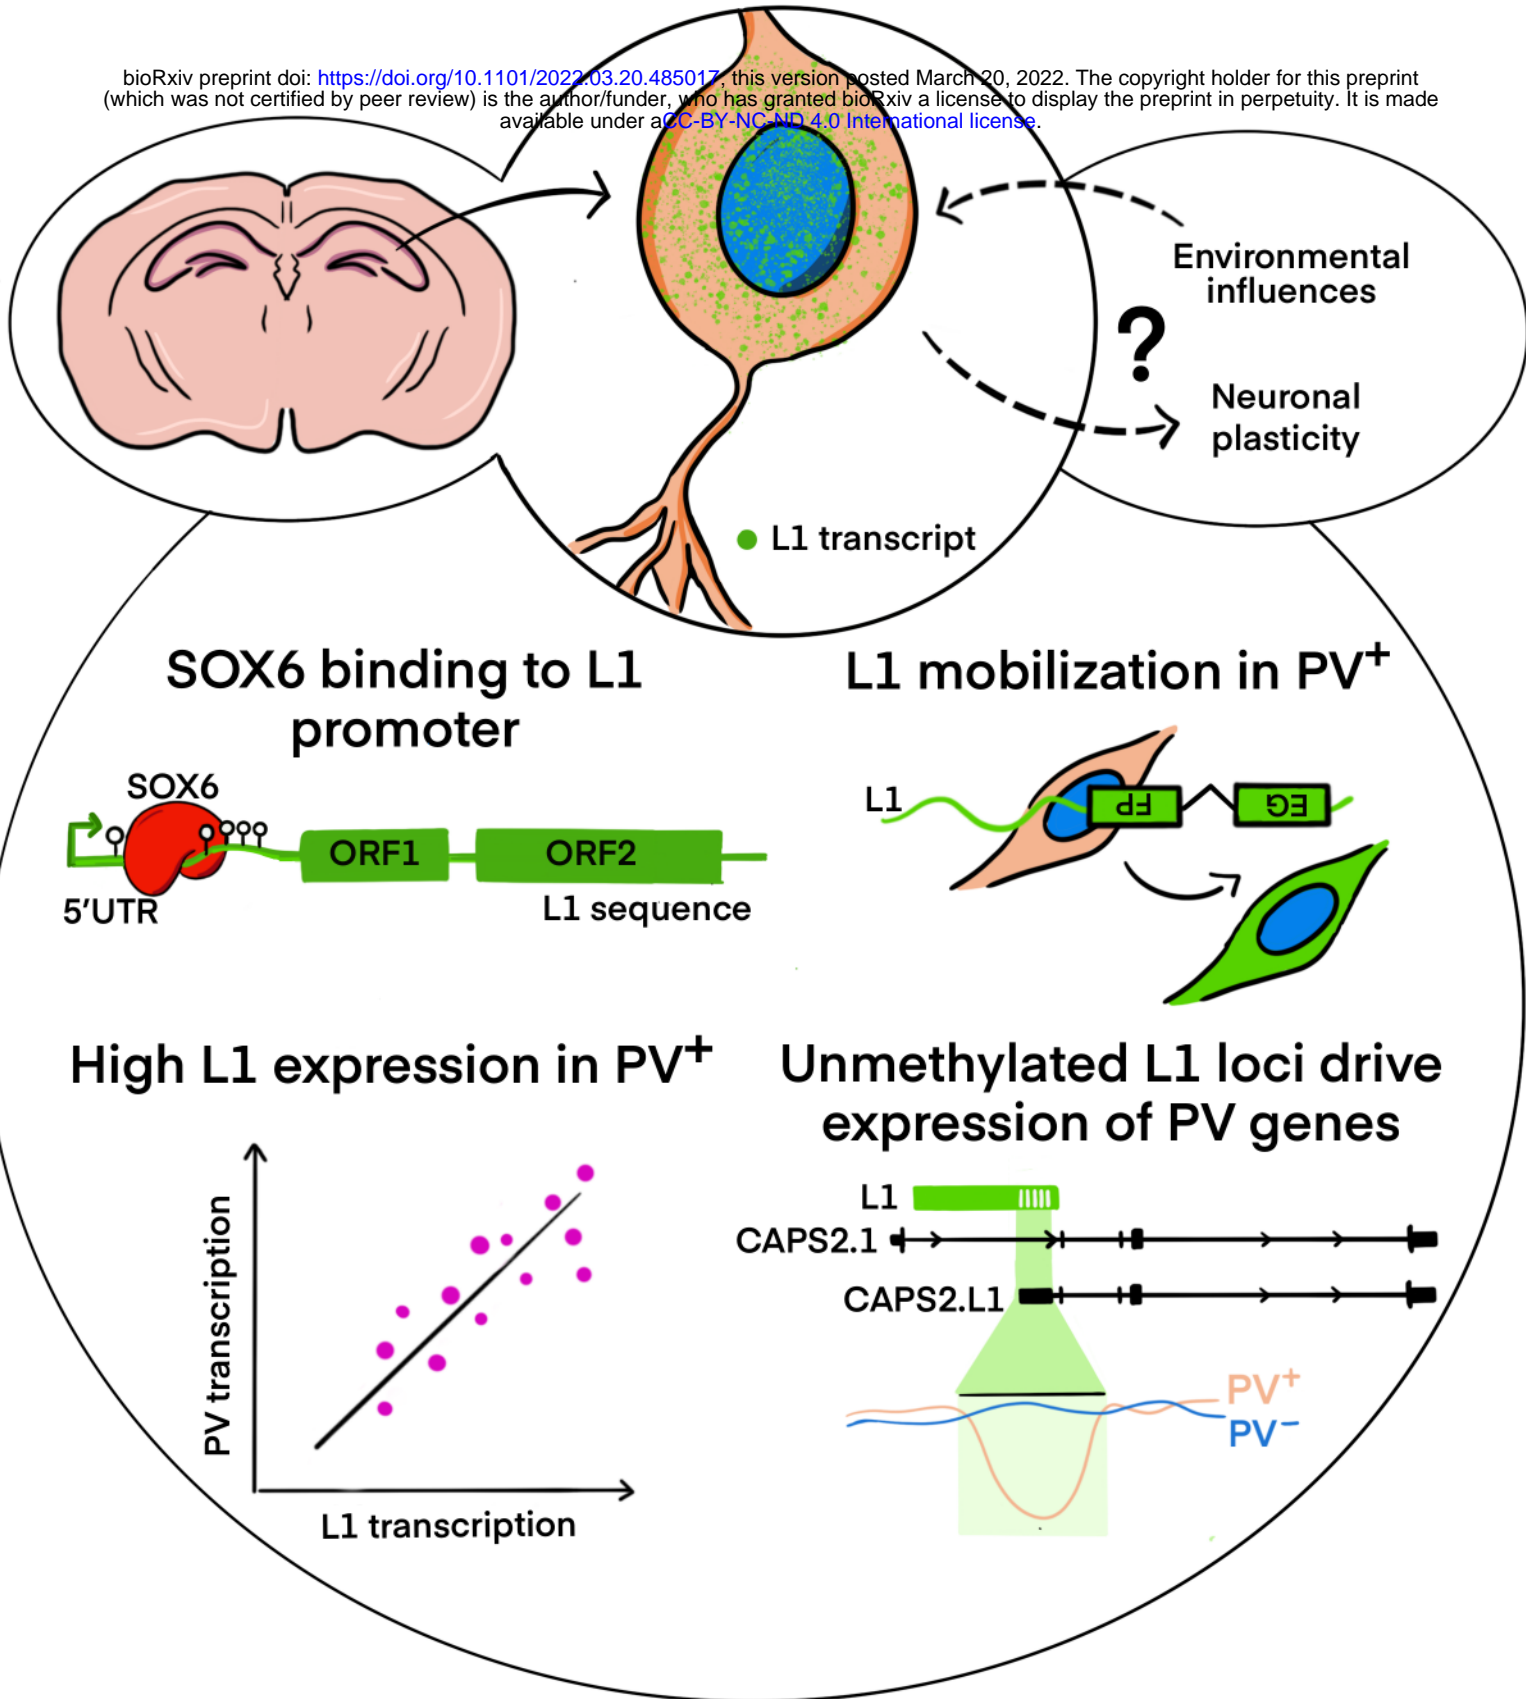 bioRxiv preprint doi: https://doi.org/10.1101/2022.03.20.485017; this version posted March 20, 2022. The copyright holder for this preprint
(which was not certified by peer review) is the author/funder, who has granted bioRxiv a license to display the preprint in perpetuity. It is made
available under aCC-BY-NC-ND 4.0 International license.
Environmental
influences
?
Neuronal
plasticity
L1 transcript
SOX6 binding to L1
promoter
SOX6
ORF1
ORF2
5'UTR
L1 sequence
L1 mobilization in PV⁺
L1
FP
EG
High L1 expression in PV⁺
PV transcription
L1 transcription
Unmethylated L1 loci drive
expression of PV genes
L1
CAPS2.1
CAPS2.L1
PV⁺
PV⁻